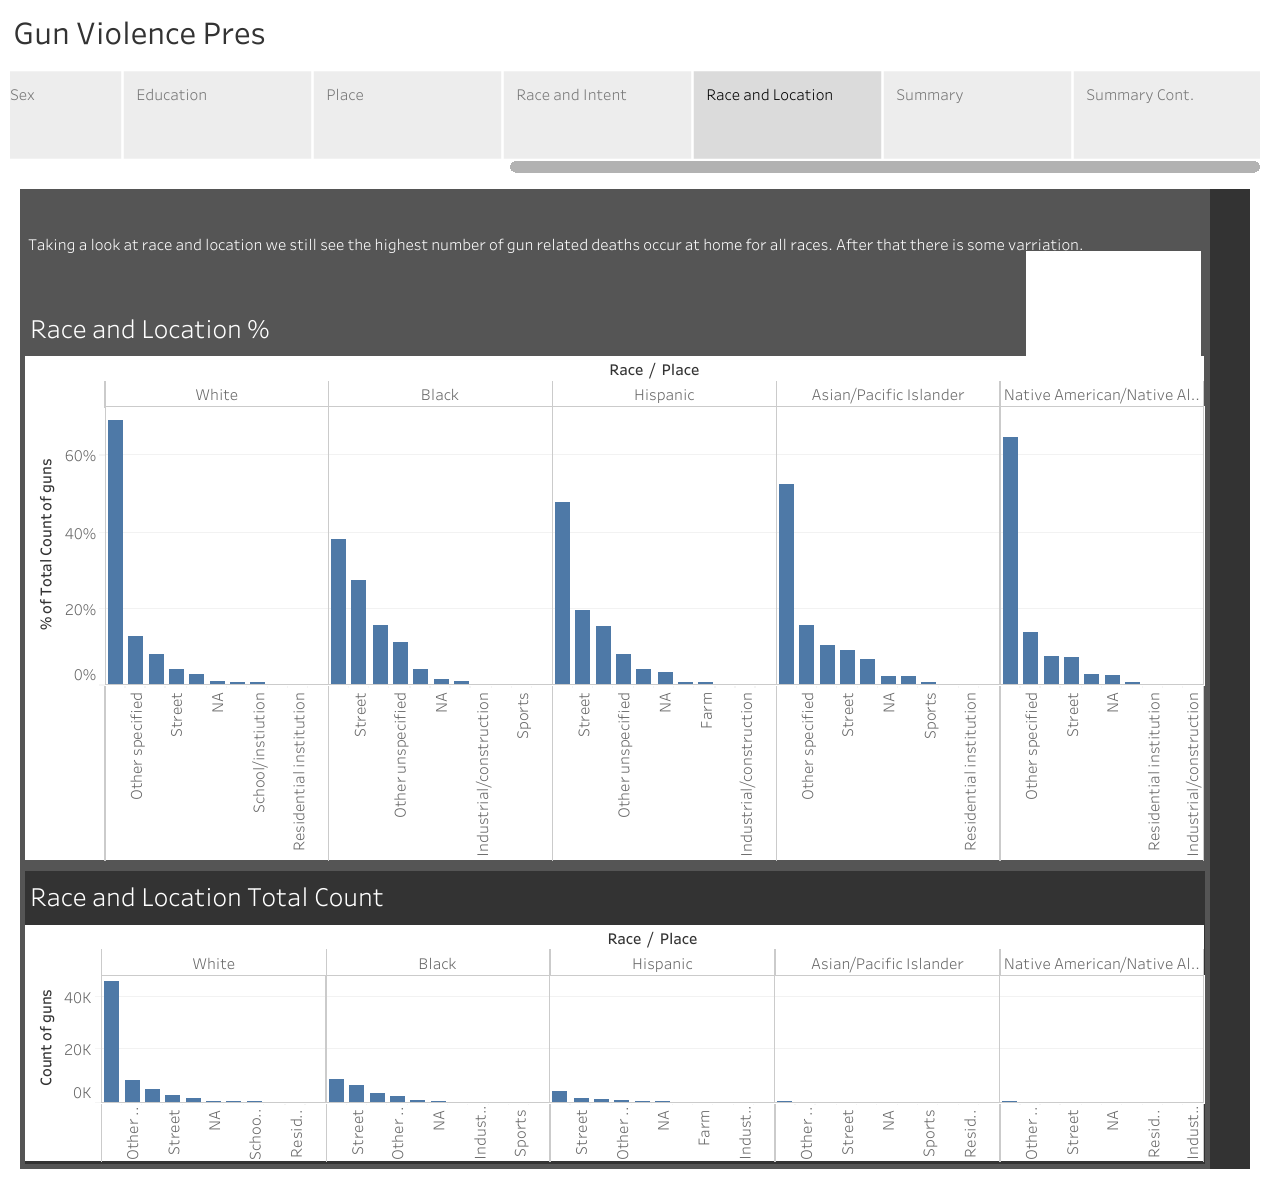 Gun Violence Pres
Sex
Education
Place
Race and Intent
Race and Location
Summary
Summary Cont.
Taking a look at race and location we still see the highest number of gun related deaths occur at home for all races. After that there is some varriation.
Race and Location %
Race / Place
White
Black
Hispanic
Asian/Pacific Islander
Native American/Native Al..
% of Total Count of guns
60%
40%
20%
0%
Other specified
Street
NA
School/instiution
Residential institution
Street
Other unspecified
NA
Industrial/construction
Sports
Street
Other unspecified
NA
Farm
Industrial/construction
Other specified
Street
NA
Sports
Residential institution
Other specified
Street
NA
Residential institution
Industrial/construction
Race and Location Total Count
Race / Place
White
Black
Hispanic
Asian/Pacific Islander
Native American/Native Al..
Count of guns
40K
20K
0K
Other ..
Street
NA
Schoo..
Resid..
Street
Other ..
NA
Indust..
Sports
Street
Other ..
NA
Farm
Indust..
Other ..
Street
NA
Sports
Resid..
Other ..
Street
NA
Resid..
Indust..